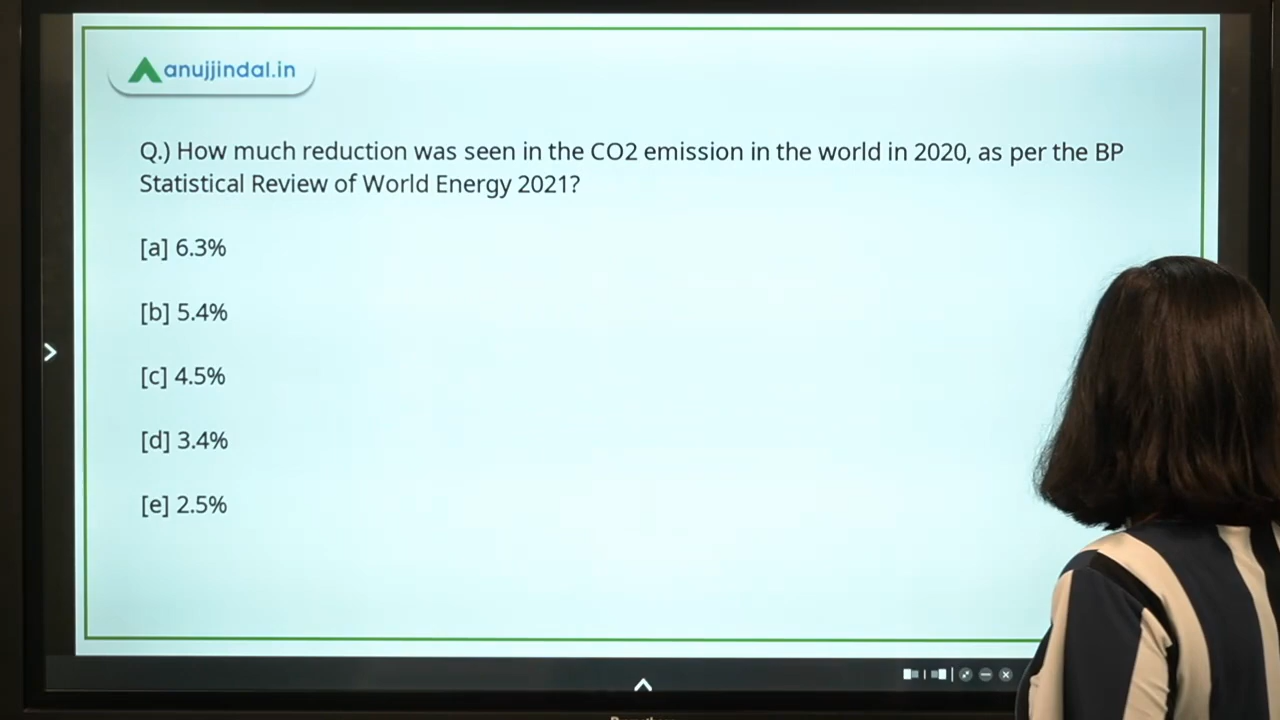 anujjindal.in
Q.) How much reduction was seen in the CO2 emission in the world in 2020, as per the BP
Statistical Review of World Energy 2021?
[a] 6.3%
[b] 5.4%
[c] 4.5%
[d] 3.4%
[e] 2.5%